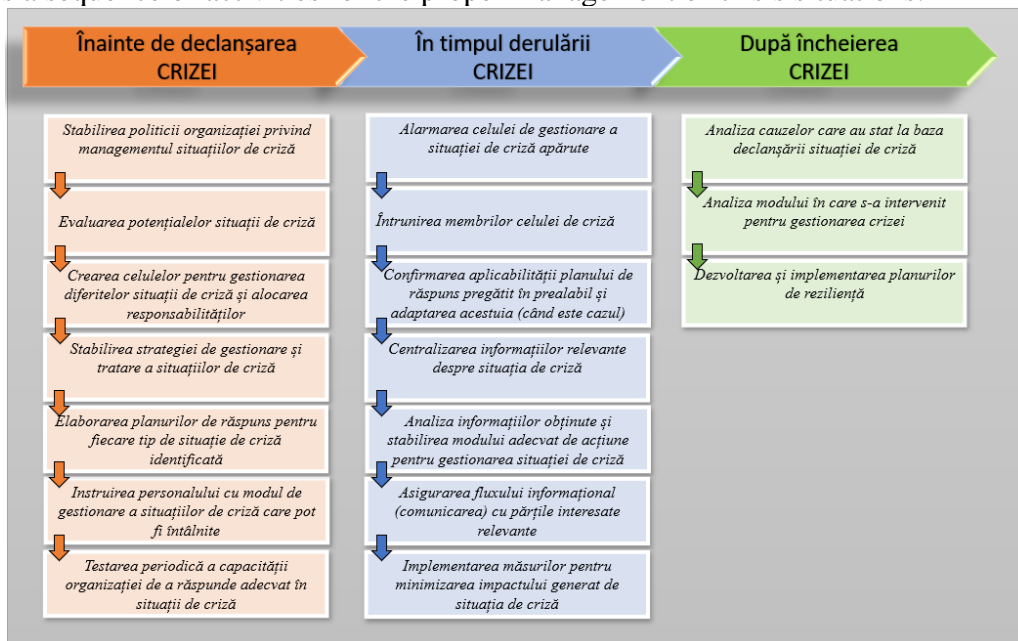 Înainte de declanșarea
CRIZEI
În timpul derulării
CRIZEI
După încheierea
CRIZEI
Stabilirea politicii organizației privind
managementul situațiilor de criză
Evaluarea potențialelor situații de criză
Crearea celulelor pentru gestionarea
diferitelor situații de criză și alocarea
responsabilităților
Stabilirea strategiei de gestionare și
tratare a situațiilor de criză
Elaborarea planurilor de răspuns pentru
fiecare tip de situație de criză
identificată
Instruirea personalului cu modul de
gestionare a situațiilor de criză care pot
fi întâlnite
Testarea periodică a capacității
organizației de a răspunde adecvat în
situații de criză
Alarmarea celulei de gestionare a
situației de criză apărute
Întrunirea membrilor celulei de criză
Confirmarea aplicabilității planului de
răspuns pregătit în prealabil și
adaptarea acestuia (când este cazul)
Centralizarea informațiilor relevante
despre situația de criză
Analiza informațiilor obținute și
stabilirea modului adecvat de acțiune
pentru gestionarea situației de criză
Asigurarea fluxului informațional
(comunicarea) cu părțile interesate
relevante
Implementarea măsurilor pentru
minimizarea impactului generat de
situația de criză
Analiza cauzelor care au stat la baza
declanșării situației de criză
Analiza modului în care s-a intervenit
pentru gestionarea crizei
Dezvoltarea și implementarea planurilor
de reziliență